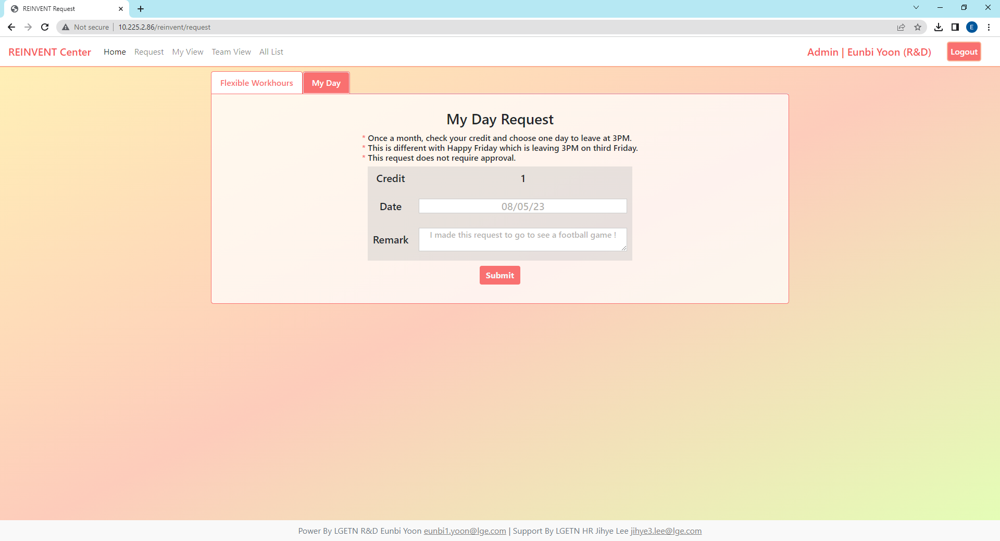 REINVENT Request
Not secure | 10.225.2.86/reinvent/request
E
REINVENT Center Home Request My View Team View All List Admin | Eunbi Yoon (R&D) Logout
Flexible Workhours My Day
My Day Request
* Once a month, check your credit and choose one day to leave at 3PM.
* This is different with Happy Friday which is leaving 3PM on third Friday.
* This request does not require approval.
Credit 1
Date 08/05/23
Remark I made this request to go to see a football game !
Submit
Power By LGETN R&D Eunbi Yoon eunbi1.yoon@lge.com | Support By LGETN HR Jihye Lee jihye3.lee@lge.com